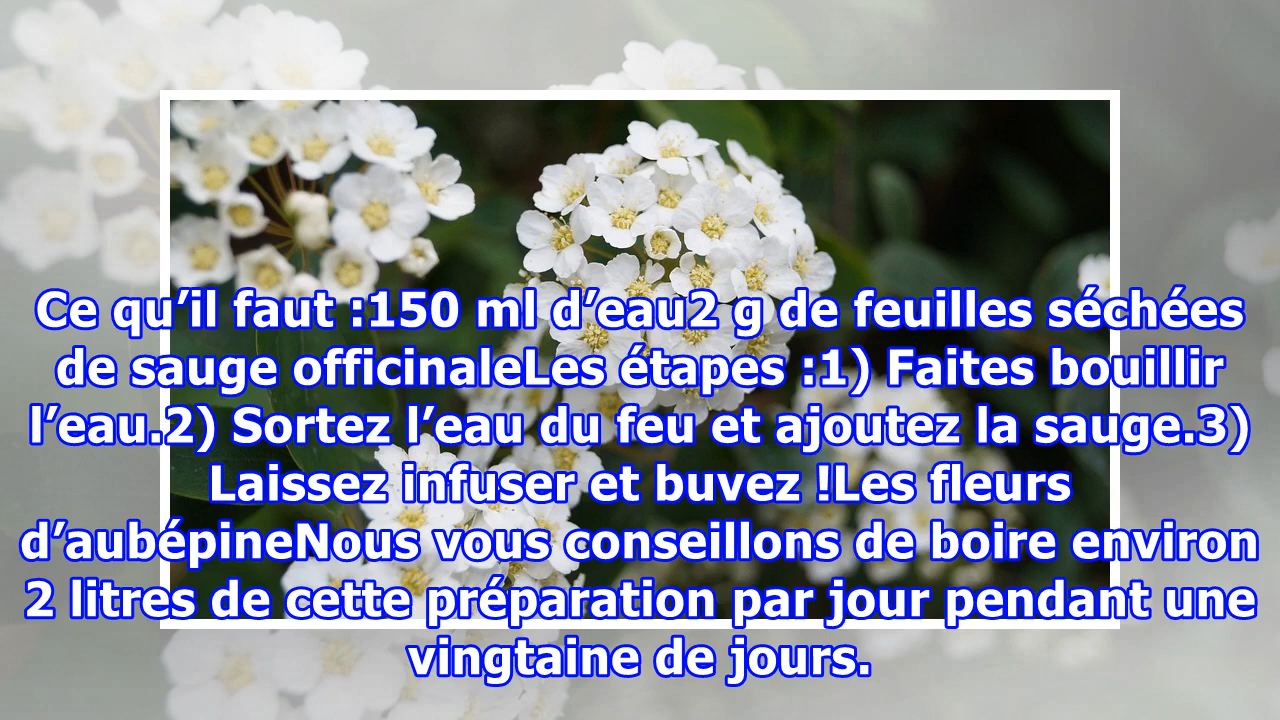 Ce qu’il faut :150 ml d’eau2 g de feuilles séchées
de sauge officinaleLes étapes :1) Faites bouillir
l’eau.2) Sortez l’eau du feu et ajoutez la sauge.3)
Laissez infuser et buvez !Les fleurs
d’aubépineNous vous conseillons de boire environ
2 litres de cette préparation par jour pendant une
vingtaine de jours.